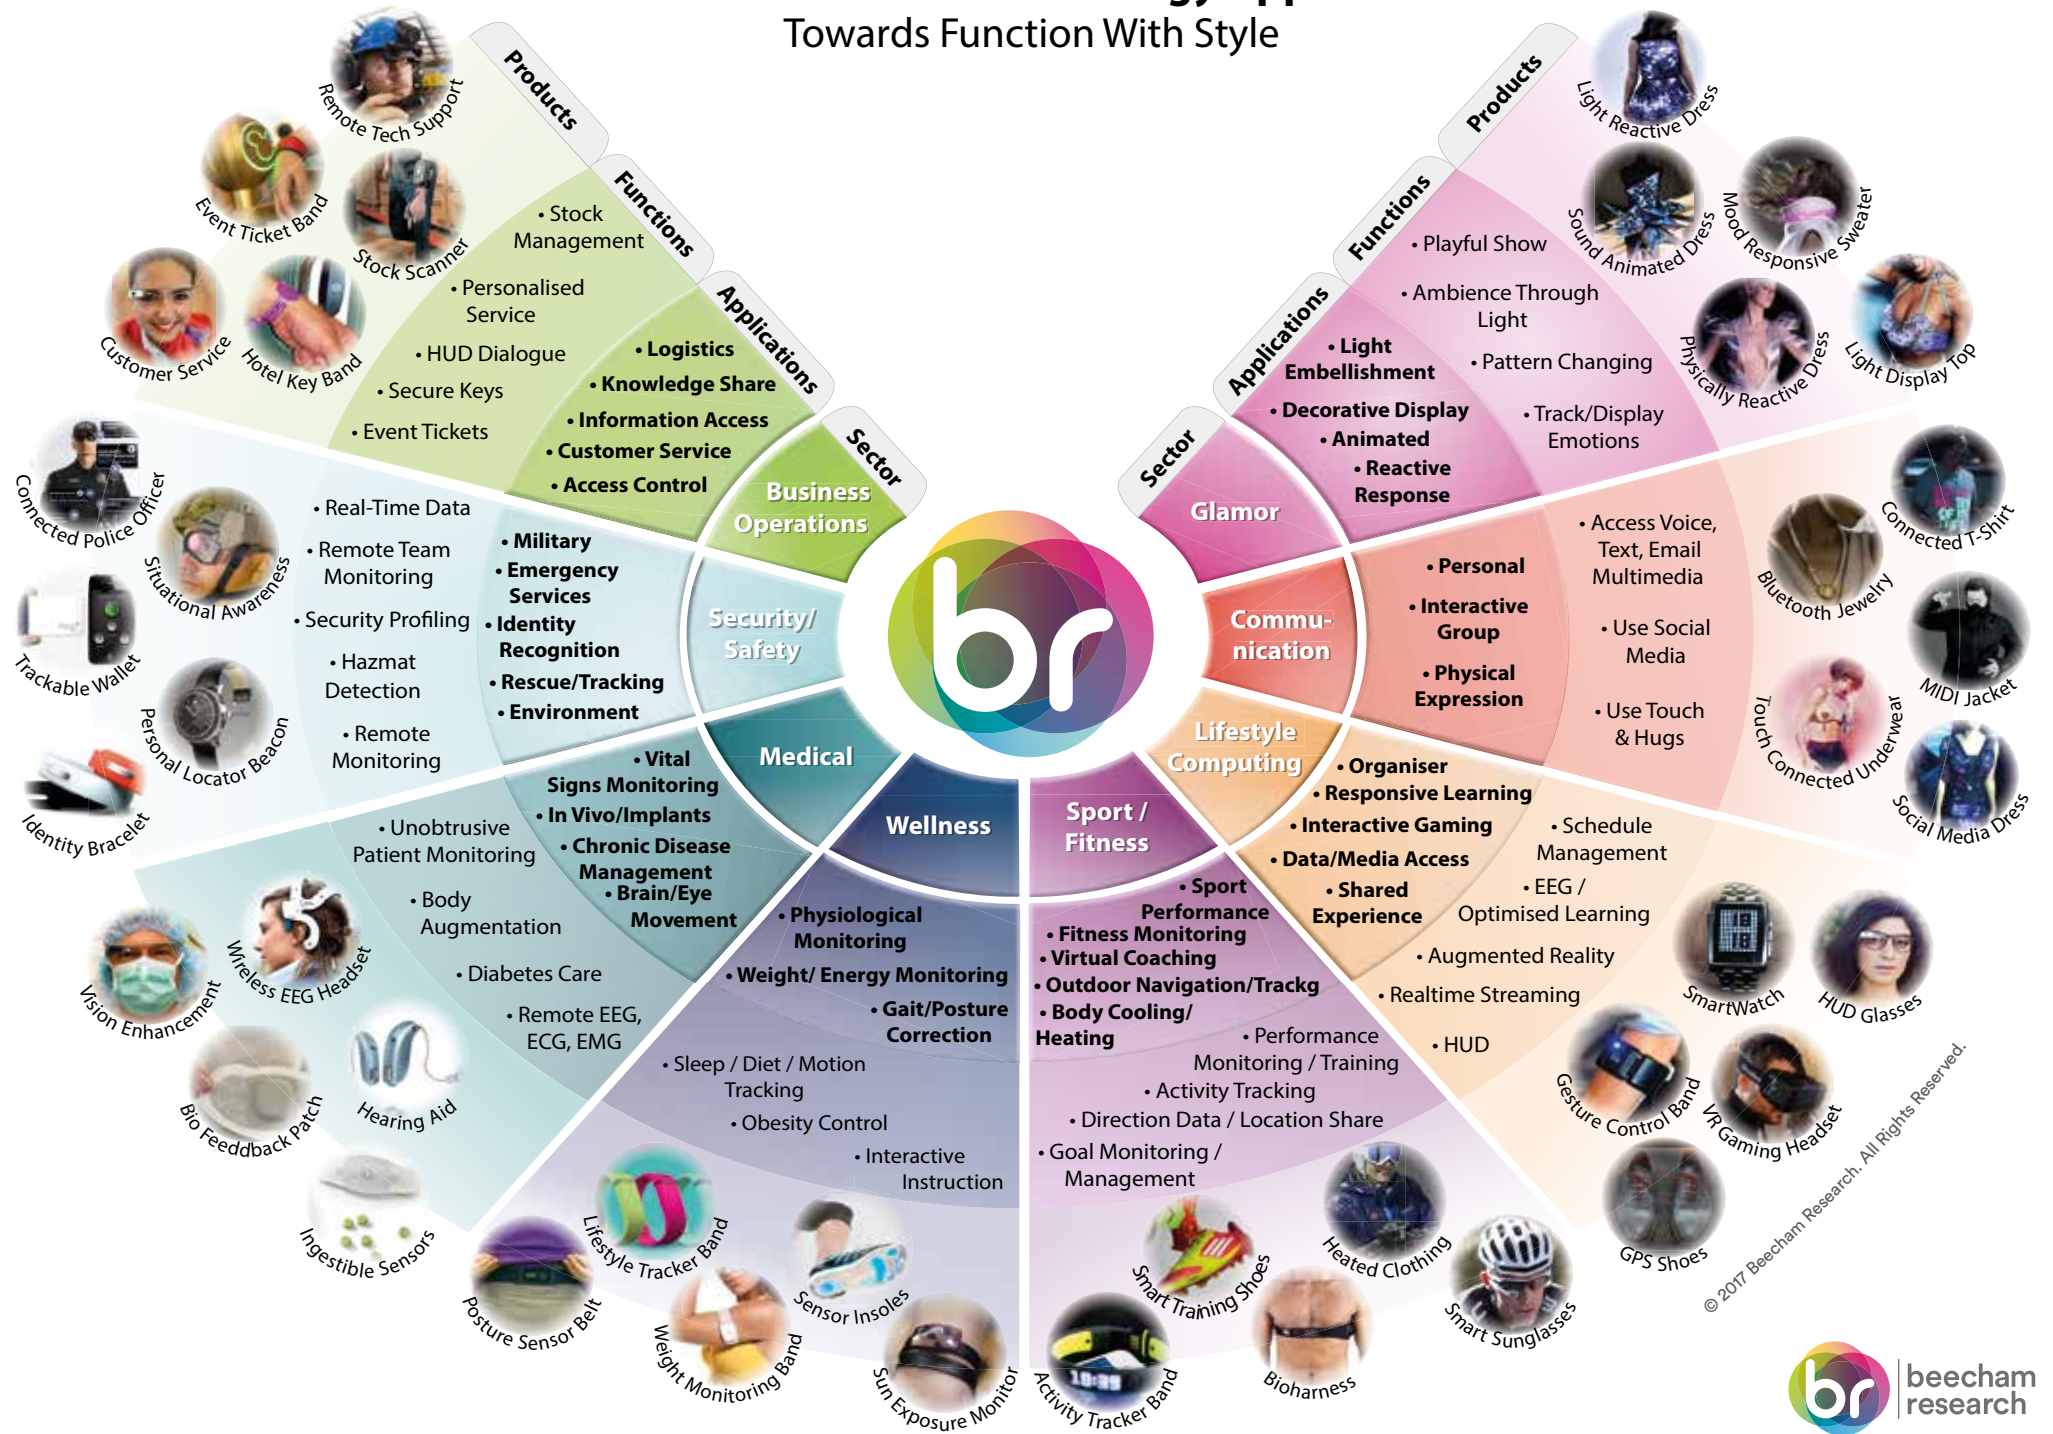 Towards Function With Style
Products
Functions
Applications
Sector
Remote Tech Support
Event Ticket Band
Stock Scanner
Customer Service
Hotel Key Band
• Stock
Management
• Personalised
Service
• HUD Dialogue
• Secure Keys
• Event Tickets
• Logistics
• Knowledge Share
• Information Access
• Customer Service
• Access Control
Business
Operations
Connected Police Officer
Situational Awareness
Trackable Wallet
Personal Locator Beacon
Identity Bracelet
• Real-Time Data
• Remote Team
Monitoring
• Security Profiling
• Hazmat
Detection
• Remote
Monitoring
• Military
• Emergency
Services
• Identity
Recognition
• Rescue/Tracking
• Environment
Security/
Safety
Vision Enhancement
Wireless EEG Headset
Bio Feeddback Patch
Hearing Aid
Ingestible Sensors
• Unobtrusive
Patient Monitoring
• Body
Augmentation
• Diabetes Care
• Remote EEG,
ECG, EMG
• Vital
Signs Monitoring
• In Vivo/Implants
• Chronic Disease
Management
• Brain/Eye
Movement
Medical
Wellness
• Physiological
Monitoring
• Weight/ Energy Monitoring
• Gait/Posture
Correction
• Sleep / Diet / Motion
Tracking
• Obesity Control
• Interactive
Instruction
Posture Sensor Belt
Lifestyle Tracker Band
Weight Monitoring Band
Sensor Insoles
Sun Exposure Monitor
Sport /
Fitness
• Sport
Performance
• Fitness Monitoring
• Virtual Coaching
• Outdoor Navigation/Trackg
• Body Cooling/
Heating
• Performance
Monitoring / Training
• Activity Tracking
• Direction Data / Location Share
• Goal Monitoring /
Management
Activity Tracker Band
10:39
Smart Training Shoes
Bioharness
Heated Clothing
Smart Sunglasses
Lifestyle
Computing
• Organiser
• Responsive Learning
• Interactive Gaming
• Data/Media Access
• Shared
Experience
• Schedule
Management
• EEG /
Optimised Learning
• Augmented Reality
• Realtime Streaming
• HUD
SmartWatch
HUD Glasses
Gesture Control Band
VR Gaming Headset
GPS Shoes
Commu-
nication
• Personal
• Interactive
Group
• Physical
Expression
• Access Voice,
Text, Email
Multimedia
• Use Social
Media
• Use Touch
& Hugs
Connected T-Shirt
Bluetooth Jewelry
MIDI Jacket
Touch Connected Underwear
Social Media Dress
Products
Functions
Applications
Sector
Glamor
• Light
Embellishment
• Decorative Display
• Animated
• Reactive
Response
• Playful Show
• Ambience Through
Light
• Pattern Changing
• Track/Display
Emotions
Light Reactive Dress
Sound Animated Dress
Mood Responsive Sweater
Physically Reactive Dress
Light Display Top
br
© 2017 Beecham Research. All Rights Reserved.
br
beecham
research